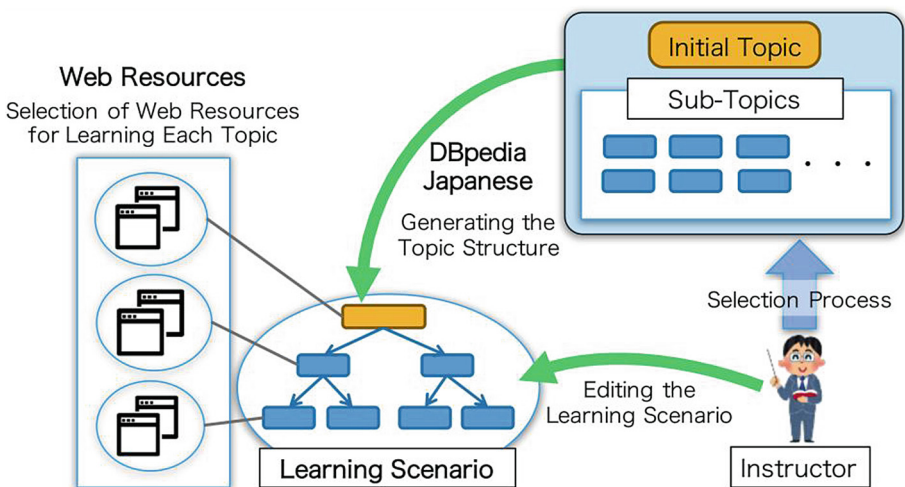 Web Resources
Selection of Web Resources
for Learning Each Topic
Initial Topic
Sub-Topics
. . .
DBpedia
Japanese
Generating the
Topic Structure
Selection Process
Editing the
Learning Scenario
Learning Scenario
Instructor